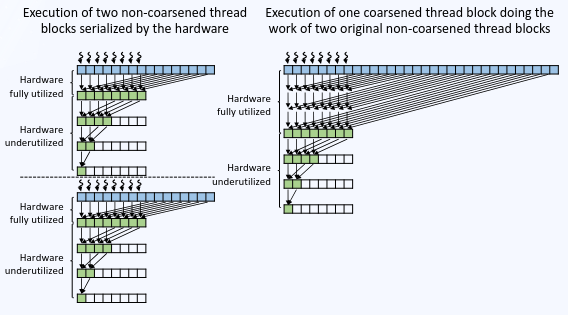 Execution of two non-coarsened thread
blocks serialized by the hardware
Execution of one coarsened thread block doing the
work of two original non-coarsened thread blocks
Hardware
fully utilized
Hardware
underutilized
Hardware
fully utilized
Hardware
underutilized
Hardware
fully utilized
Hardware
underutilized